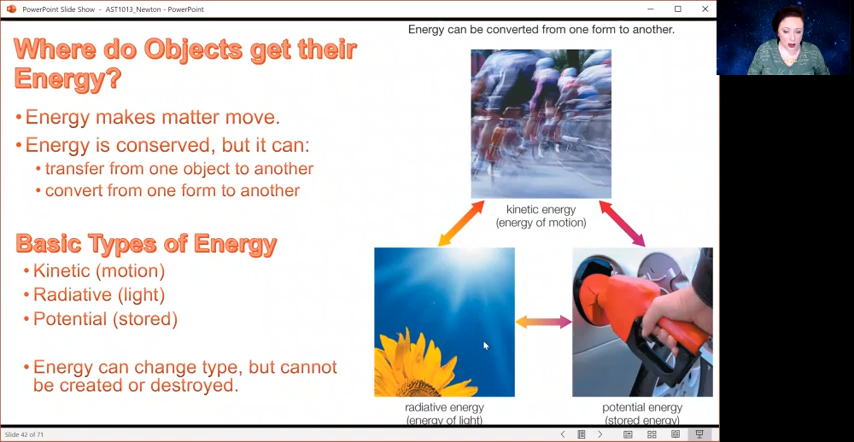 PowerPoint Slide Show - AST1013_Newton - PowerPoint
Energy can be converted from one form to another.
Where do Objects get their
Energy?
•Energy makes matter move.
•Energy is conserved, but it can:
• transfer from one object to another
• convert from one form to another
kinetic energy
(energy of motion)
Basic Types of Energy
• Kinetic (motion)
• Radiative (light)
• Potential (stored)
• Energy can change type, but cannot
be created or destroyed.
radiative energy
(energy of light)
potential energy
(stored energy)
Slide 42 of 71